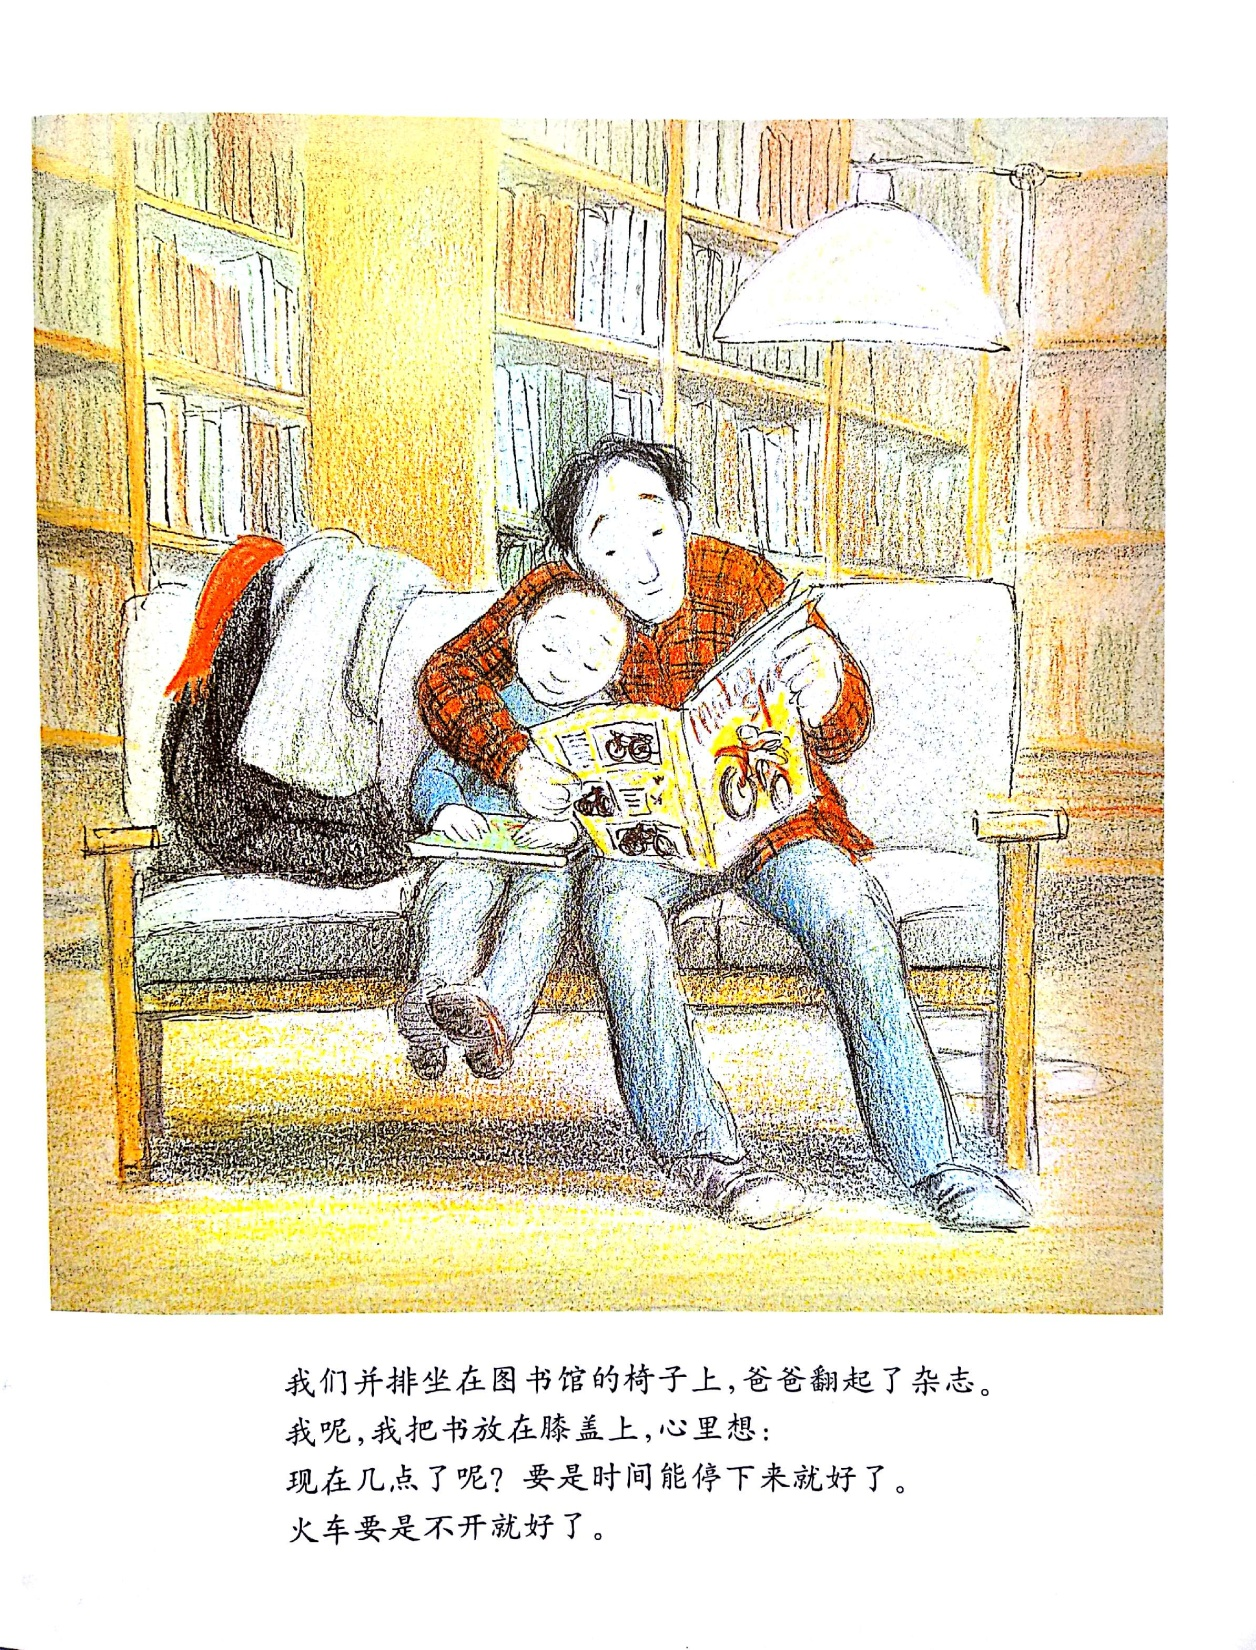 我们并排坐在图书馆的椅子上,爸爸翻起了杂志。
我呢,我把书放在膝盖上,心里想:
现在几点了呢?要是时间能停下来就好了。
火车要是不开就好了。